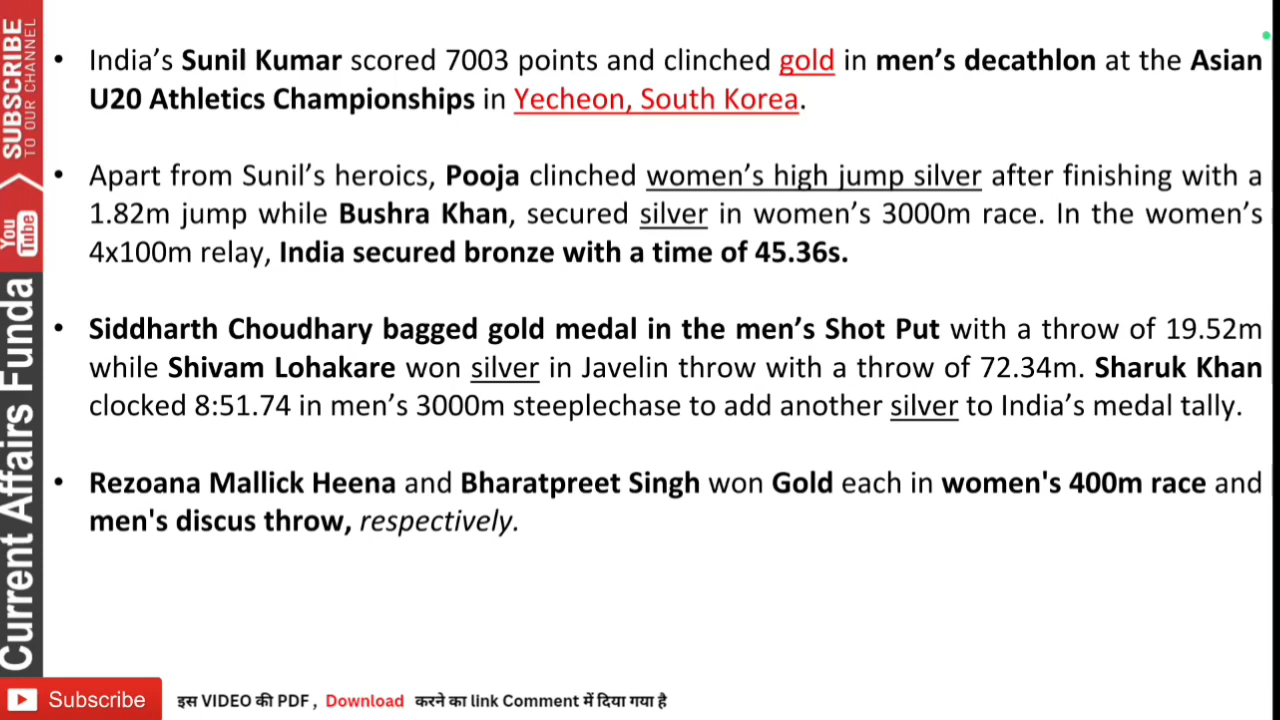 • India’s Sunil Kumar scored 7003 points and clinched gold in men’s decathlon at the Asian
U20 Athletics Championships in Yecheon, South Korea.
• Apart from Sunil’s heroics, Pooja clinched women’s high jump silver after finishing with a
1.82m jump while Bushra Khan, secured silver in women’s 3000m race. In the women’s
4x100m relay, India secured bronze with a time of 45.36s.
• Siddharth Choudhary bagged gold medal in the men’s Shot Put with a throw of 19.52m
while Shivam Lohakare won silver in Javelin throw with a throw of 72.34m. Sharuk Khan
clocked 8:51.74 in men’s 3000m steeplechase to add another silver to India’s medal tally.
• Rezoana Mallick Heena and Bharatpreet Singh won Gold each in women's 400m race and
men's discus throw, respectively.
SUBSCRIBE
TO OUR CHANNEL
You
Tube
Current Affairs Funda
Subscribe
इस VIDEO की PDF , Download करने का link Comment में दिया गया है